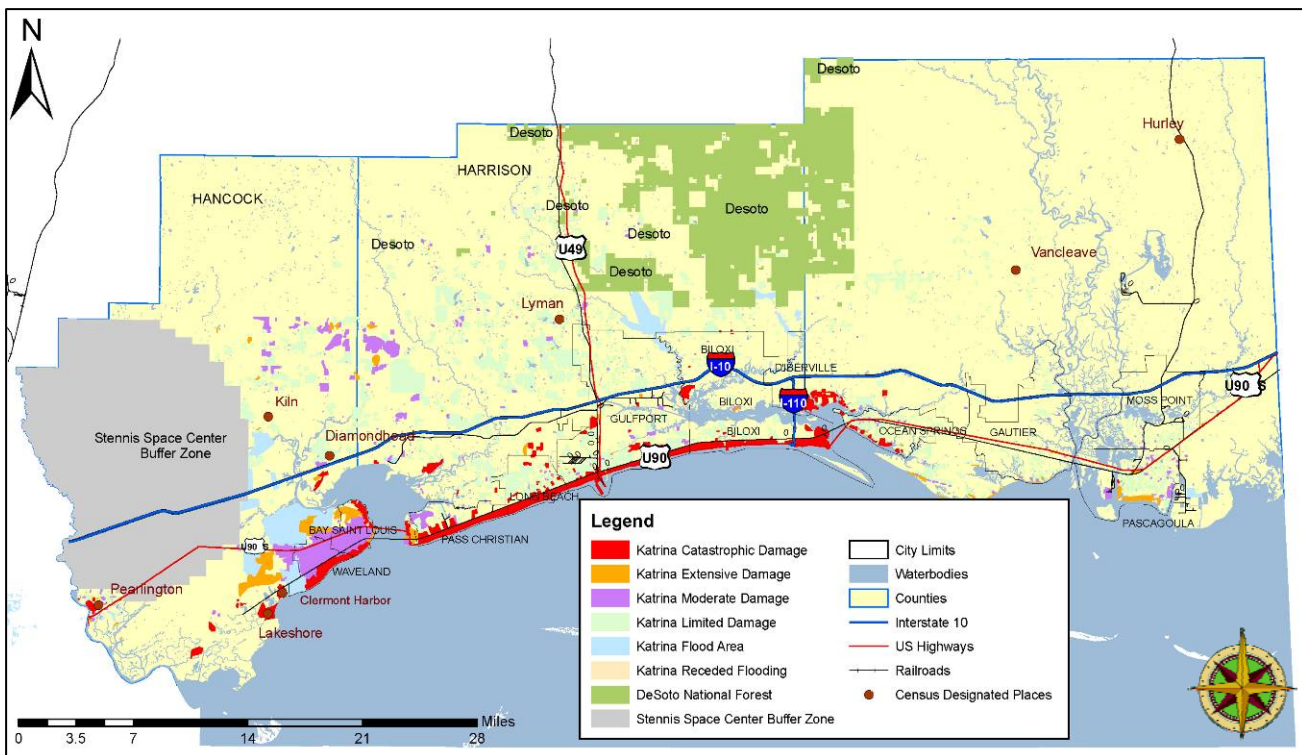 N
Desoto
Hurley
Desoto
HARRISON
HANCOCK
Desoto
Desoto
Desoto
Desoto
U49
Desoto
Vancleave
Lyman
BILOXI
I-10
D'IBERVILLE
U90 S
I-110
MOSS POINT
Kiln
GULFPORT
BILOXI
Stennis Space Center
Buffer Zone
Diamondhead
BILOXI
OCEAN SPRINGS
GAUTIER
U90
LONG BEACH
BAY SAINT LOUIS
PASS CHRISTIAN
PASCAGOULA
U90 S
WAVELAND
Pearlington
Clermont Harbor
Lakeshore
Legend
Katrina Catastrophic Damage
Katrina Extensive Damage
Katrina Moderate Damage
Katrina Limited Damage
Katrina Flood Area
Katrina Receded Flooding
DeSoto National Forest
Stennis Space Center Buffer Zone
City Limits
Waterbodies
Counties
Interstate 10
US Highways
Railroads
Census Designated Places
Miles
0 3.5 7 14 21 28